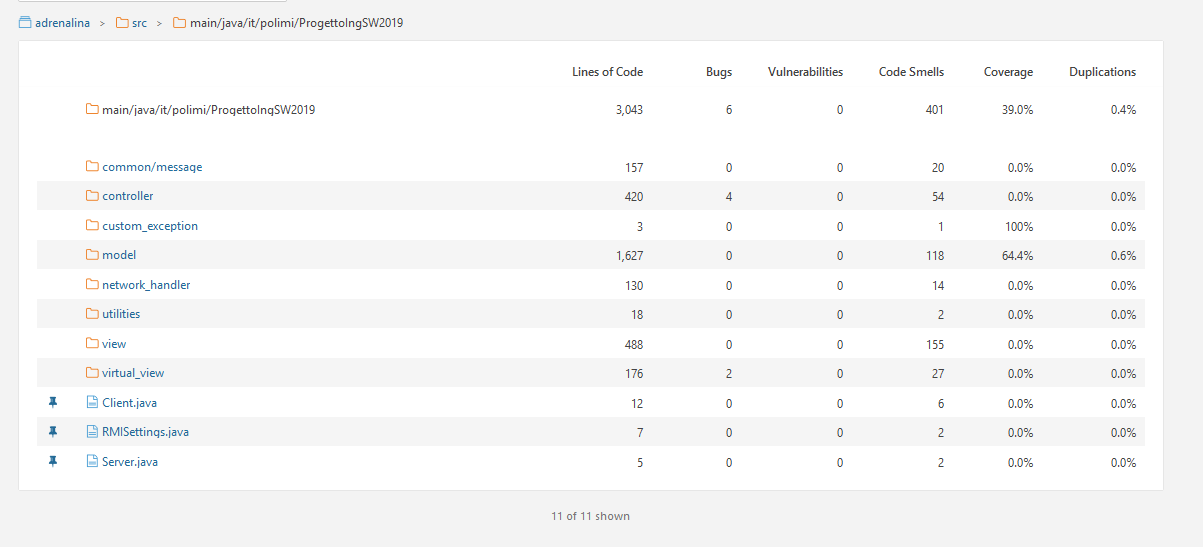 adrenalina > src > main/java/it/polimi/ProgettoIngSW2019
Lines of Code Bugs Vulnerabilities Code Smells Coverage Duplications
main/java/it/polimi/ProgettoIngSW2019 3,043 6 0 401 39.0% 0.4%
common/message 157 0 0 20 0.0% 0.0%
controller 420 4 0 54 0.0% 0.0%
custom_exception 3 0 0 1 100% 0.0%
model 1,627 0 0 118 64.4% 0.6%
network_handler 130 0 0 14 0.0% 0.0%
utilities 18 0 0 2 0.0% 0.0%
view 488 0 0 155 0.0% 0.0%
virtual_view 176 2 0 27 0.0% 0.0%
Client.java 12 0 0 6 0.0% 0.0%
RMISettings.java 7 0 0 2 0.0% 0.0%
Server.java 5 0 0 2 0.0% 0.0%
11 of 11 shown